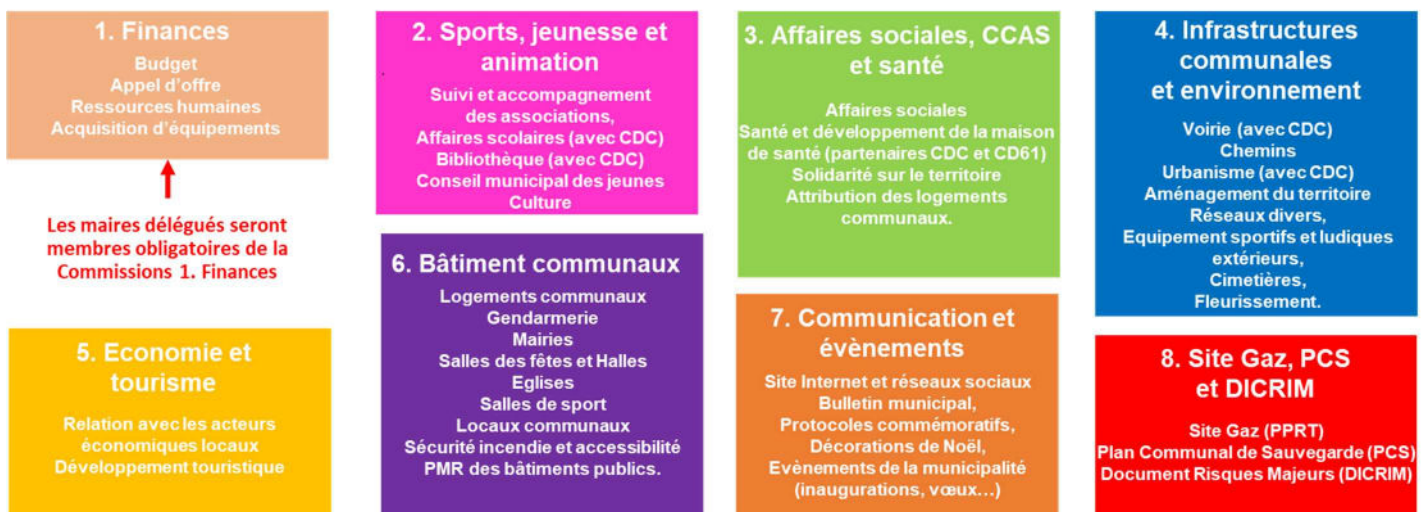 1. Finances
Budget
Appel d'offre
Ressources humaines
Acquisition d'équipements
Les maires délégués seront
membres obligatoires de la
Commissions 1. Finances
2. Sports, jeunesse et
animation
Suivi et accompagnement
des associations,
Affaires scolaires (avec CDC)
Bibliothèque (avec CDC)
Conseil municipal des jeunes
Culture
3. Affaires sociales, CCAS
et santé
Affaires sociales
Santé et développement de la maison
de santé (partenaires CDC et CD61)
Solidarité sur le territoire
Attribution des logements
communaux.
4. Infrastructures
communales
et environnement
Voirie (avec CDC)
Chemins
Urbanisme (avec CDC)
Aménagement du territoire
Réseaux divers,
Equipement sportifs et ludiques
extérieurs,
Cimetières,
Fleurissement.
5. Economie et
tourisme
Relation avec les acteurs
économiques locaux
Développement touristique
6. Bâtiment communaux
Logements communaux
Gendarmerie
Mairies
Salles des fêtes et Halles
Eglises
Salles de sport
Locaux communaux
Sécurité incendie et accessibilité
PMR des bâtiments publics.
7. Communication et
évènements
Site Internet et réseaux sociaux
Bulletin municipal,
Protocoles commémoratifs,
Décorations de Noël,
Evènements de la municipalité
(inaugurations, vœux…)
8. Site Gaz, PCS
et DICRIM
Site Gaz (PPRT)
Plan Communal de Sauvegarde (PCS)
Document Risques Majeurs (DICRIM)